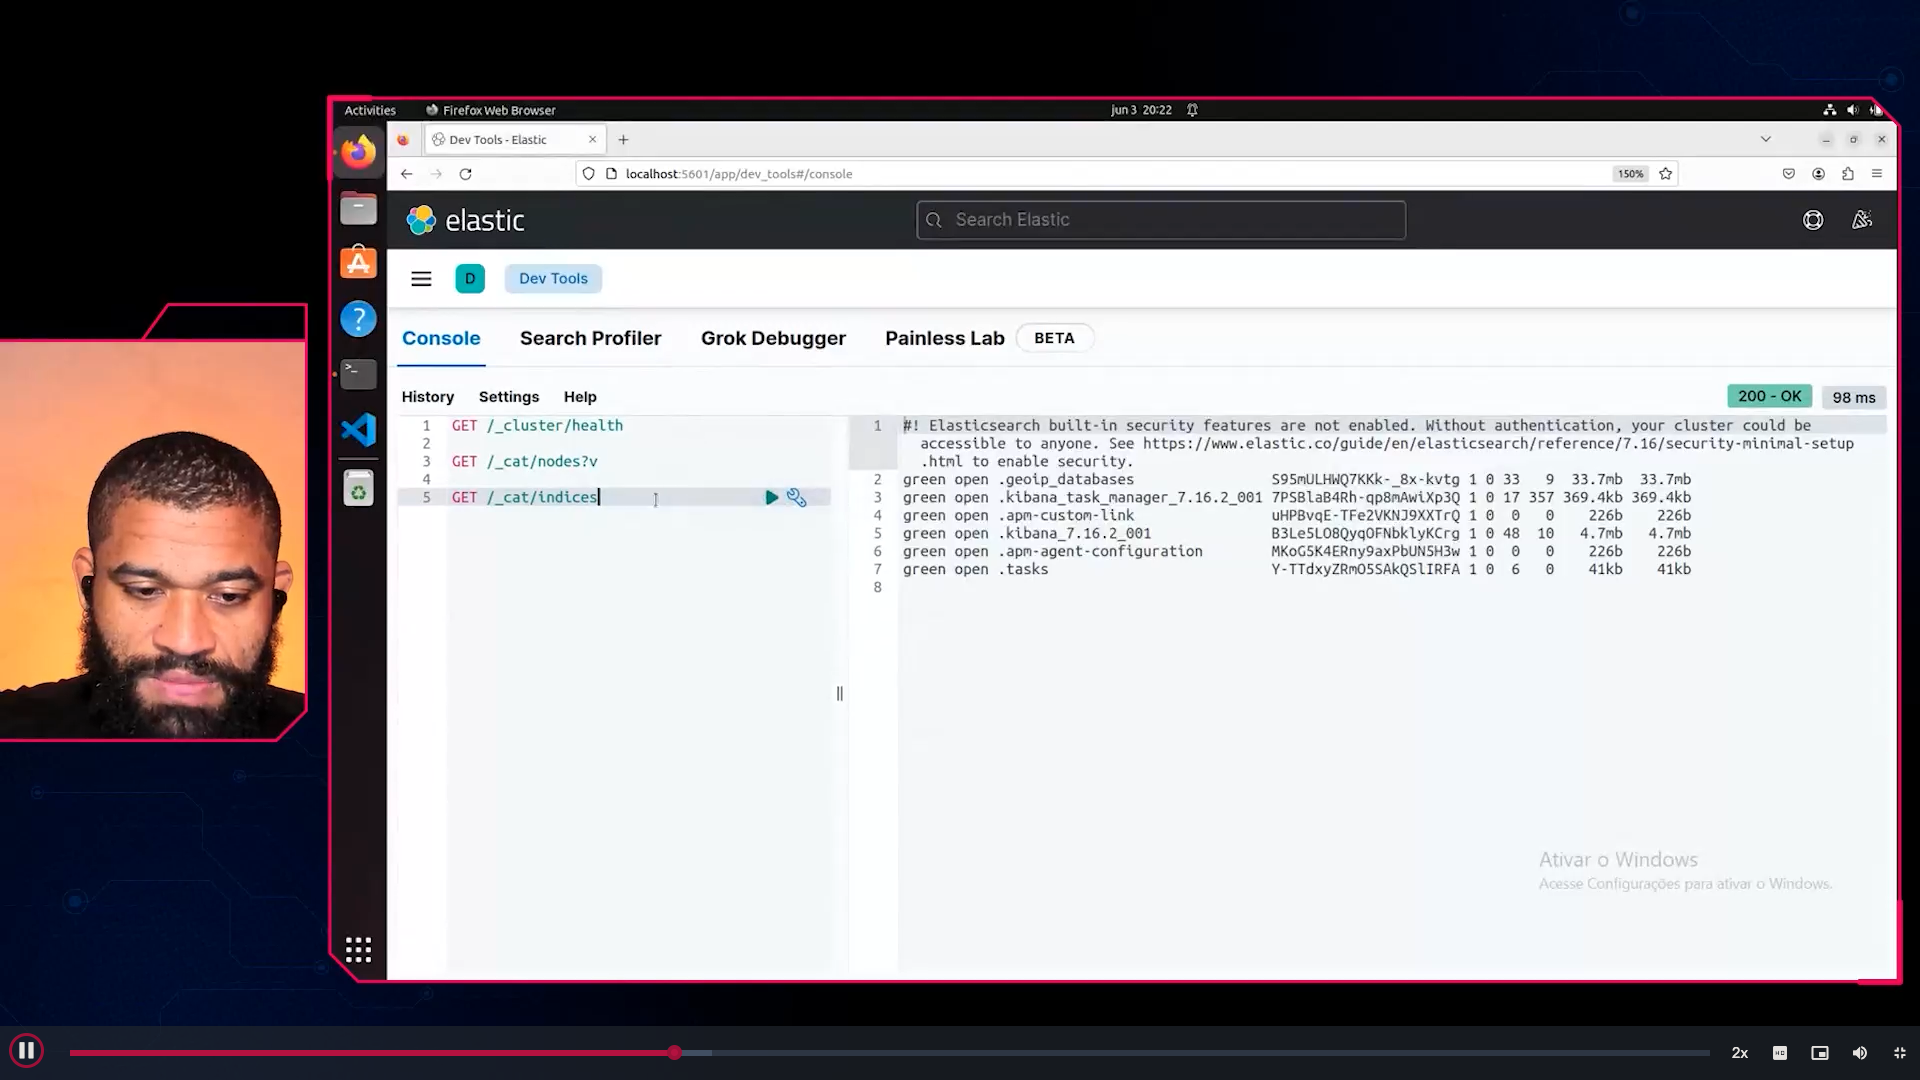 Activities
Firefox Web Browser
jun 3 20:22
Dev Tools - Elastic
localhost:5601/app/dev_tools#/console
150%
elastic
Search Elastic
D
Dev Tools
Console
Search Profiler
Grok Debugger
Painless Lab
BETA
History
Settings
Help
200 - OK
98 ms
1 GET /_cluster/health
2
3 GET /_cat/nodes?v
4
5 GET /_cat/indices
1 #! Elasticsearch built-in security features are not enabled. Without authentication, your cluster could be
accessible to anyone. See https://www.elastic.co/guide/en/elasticsearch/reference/7.16/security-minimal-setup
.html to enable security.
2 green open .geoip_databases S95mULHWQ7KKk-_8x-kvtg 1 0 33 9 33.7mb 33.7mb
3 green open .kibana_task_manager_7.16.2_001 7PSBlaB4Rh-qp8mAwiXp3Q 1 0 17 357 369.4kb 369.4kb
4 green open .apm-custom-link uHPBvqE-TFe2VKNJ9XXTrQ 1 0 0 0 226b 226b
5 green open .kibana_7.16.2_001 B3Le5LO8QyqOFNbklyKCrg 1 0 48 10 4.7mb 4.7mb
6 green open .apm-agent-configuration MKoG5K4ERny9axPbUN5H3w 1 0 0 0 226b 226b
7 green open .tasks Y-TTdxyZRmO5SAkQSlIRFA 1 0 6 0 41kb 41kb
8
Ativar o Windows
Acesse Configurações para ativar o Windows.
2x
HD